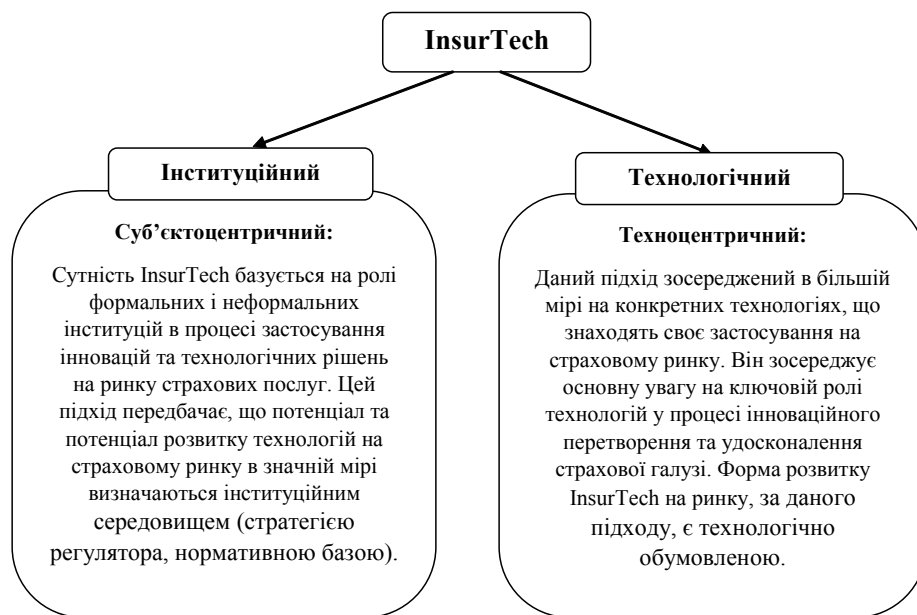 InsurTech
Інституційний
Суб’єктоцентричний:
Сутність InsurTech базується на ролі
формальних і неформальних
інституцій в процесі застосування
інновацій та технологічних рішень
на ринку страхових послуг. Цей
підхід передбачає, що потенціал та
потенціал розвитку технологій на
страховому ринку в значній мірі
визначаються інституційним
середовищем (стратегією
регулятора, нормативною базою).
Технологічний
Техноцентричний:
Даний підхід зосереджений в більшій
мірі на конкретних технологіях, що
знаходять своє застосування на
страховому ринку. Він зосереджує
основну увагу на ключовій ролі
технологій у процесі інноваційного
перетворення та удосконалення
страхової галузі. Форма розвитку
InsurTech на ринку, за даного
підходу, є технологічно
обумовленою.